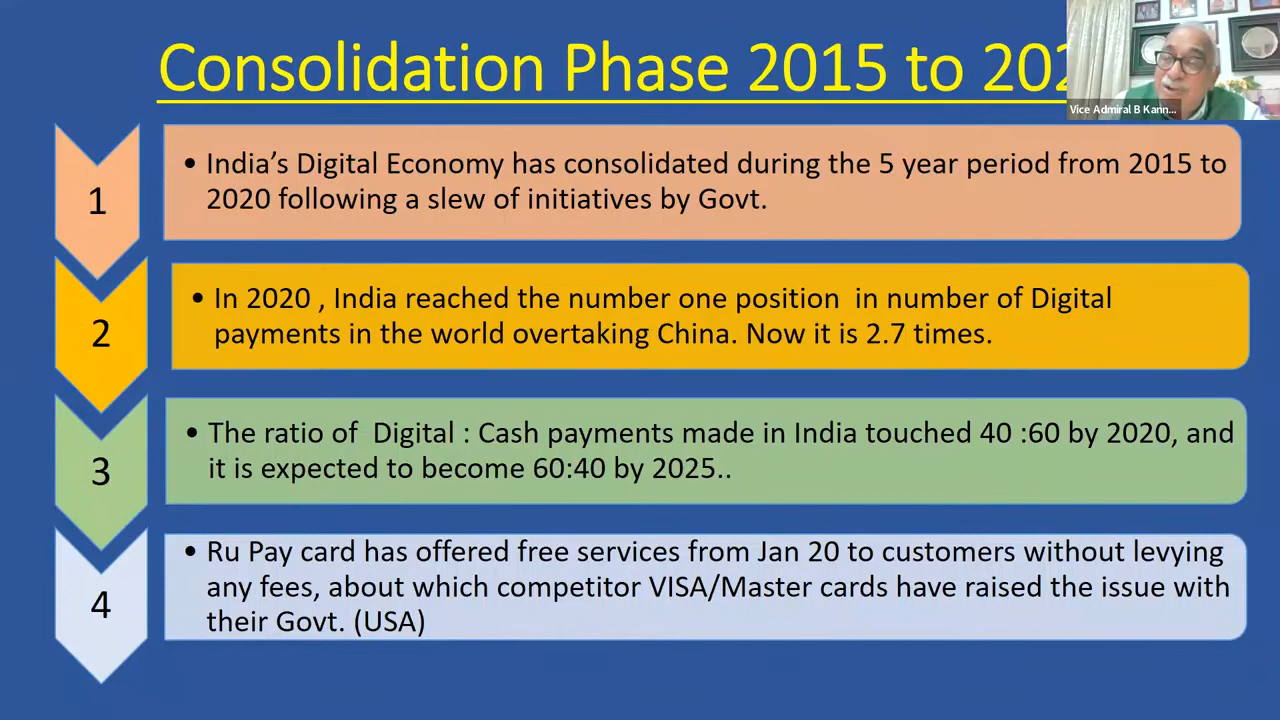 Consolidation Phase 2015 to 202
Vice Admiral B Kann...
1
• India’s Digital Economy has consolidated during the 5 year period from 2015 to
2020 following a slew of initiatives by Govt.
2
• In 2020 , India reached the number one position in number of Digital
payments in the world overtaking China. Now it is 2.7 times.
3
• The ratio of Digital : Cash payments made in India touched 40 :60 by 2020, and
it is expected to become 60:40 by 2025..
4
• Ru Pay card has offered free services from Jan 20 to customers without levying
any fees, about which competitor VISA/Master cards have raised the issue with
their Govt. (USA)